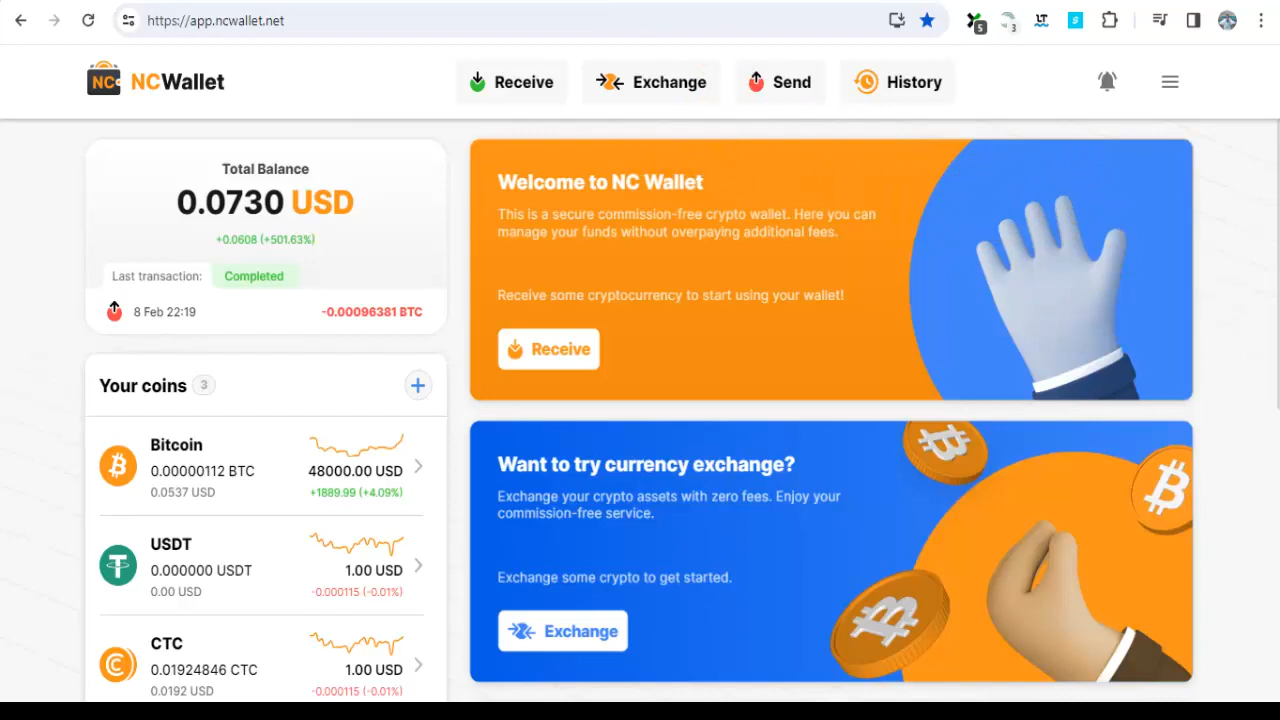 https://app.ncwallet.net
5
3
LT
S
NC
NCWallet
Receive
Exchange
Send
History
Total Balance
0.0730 USD
+0.0608 (+501.63%)
Last transaction:
Completed
8 Feb 22:19
-0.00096381 BTC
Your coins 3
Bitcoin
0.00000112 BTC
48000.00 USD
0.0537 USD
+1889.99 (+4.09%)
USDT
0.000000 USDT
1.00 USD
0.00 USD
-0.000115 (-0.01%)
CTC
0.01924846 CTC
1.00 USD
0.0192 USD
-0.000115 (-0.01%)
Welcome to NC Wallet
This is a secure commission-free crypto wallet. Here you can
manage your funds without overpaying additional fees.
Receive some cryptocurrency to start using your wallet!
Receive
Want to try currency exchange?
Exchange your crypto assets with zero fees. Enjoy your
commission-free service.
Exchange some crypto to get started.
Exchange